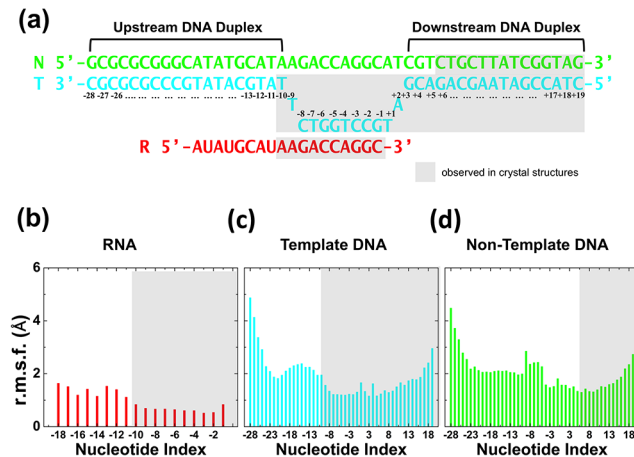 (a)
Upstream DNA Duplex Downstream DNA Duplex
N 5’-GCGCGCGGGCATATGCATAAGACCAGGCATCGTCTGCTTATCGGTAG-3’
T 3’-CGCGCGCCCGTATACGTAT GCAGACGAATAGCCATC-5’
-28 -27 -26 .... ... ... ... ... ... ... -13 -12 -11 -10 -9 +2 +3 +4 +5 +6 ... ... ... ... ... +17 +18 +19
T A
-8 -7 -6 -5 -4 -3 -2 -1 +1
CTGGTCCGT
R 5’-AUAUGCAUAAGACCAGGC-3’
observed in crystal structures
(b) (c) (d)
RNA Template DNA Non-Template DNA
6
4
2
0
r.m.s.f. (Å)
-18 -16 -14 -12 -10 -8 -6 -4 -2
-28 -23 -18 -13 -8 -3 3 8 13 18
-28 -23 -18 -13 -8 -3 3 8 13 18
Nucleotide Index Nucleotide Index Nucleotide Index